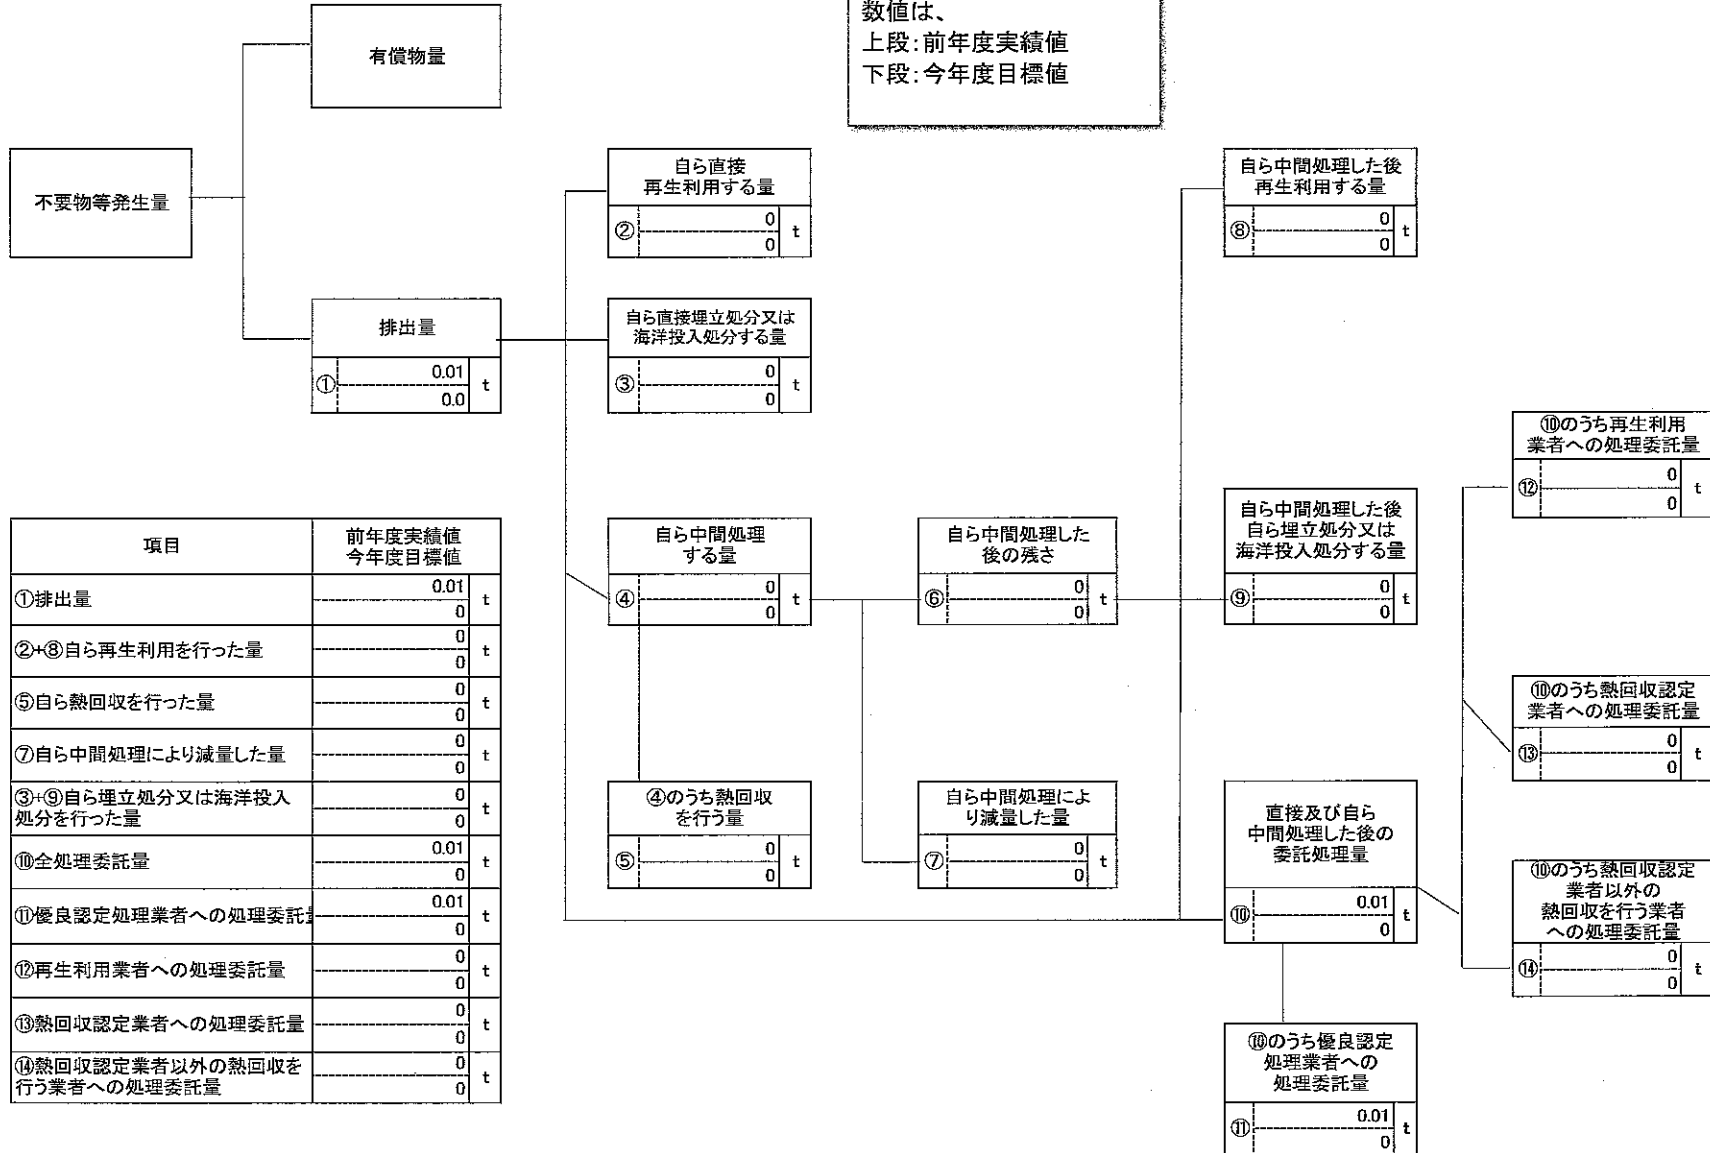 数値は、
上段:前年度実績値
下段:今年度目標値
有償物量
不要物等発生量
排出量
① 0.01 t
0.0
自ら直接
再生利用する量
② 0 t
0
自ら直接埋立処分又は
海洋投入処分する量
③ 0 t
0
自ら中間処理
する量
④ 0 t
0
④のうち熱回収
を行う量
⑤ 0 t
0
自ら中間処理した
後の残さ
⑥ 0 t
0
自ら中間処理によ
り減量した量
⑦ 0 t
0
自ら中間処理した後
再生利用する量
⑧ 0 t
0
自ら中間処理した後
自ら埋立処分又は
海洋投入処分する量
⑨ 0 t
0
直接及び自ら
中間処理した後の
委託処理量
⑩ 0.01 t
0
⑩のうち優良認定
処理業者への
処理委託量
⑪ 0.01 t
0
⑩のうち再生利用
業者への処理委託量
⑫ 0 t
0
⑩のうち熱回収認定
業者への処理委託量
⑬ 0 t
0
⑩のうち熱回収認定
業者以外の
熱回収を行う業者
への処理委託量
⑭ 0 t
0
項目 前年度実績値
今年度目標値
①排出量 0.01 t
0
②+⑧自ら再生利用を行った量 0 t
0
⑤自ら熱回収を行った量 0 t
0
⑦自ら中間処理により減量した量 0 t
0
③+⑨自ら埋立処分又は海洋投入
処分を行った量 0 t
0
⑩全処理委託量 0.01 t
0
⑪優良認定処理業者への処理委託 0.01 t
0
⑫再生利用業者への処理委託量 0 t
0
⑬熱回収認定業者への処理委託量 0 t
0
⑭熱回収認定業者以外の熱回収を
行う業者への処理委託量 0 t
0